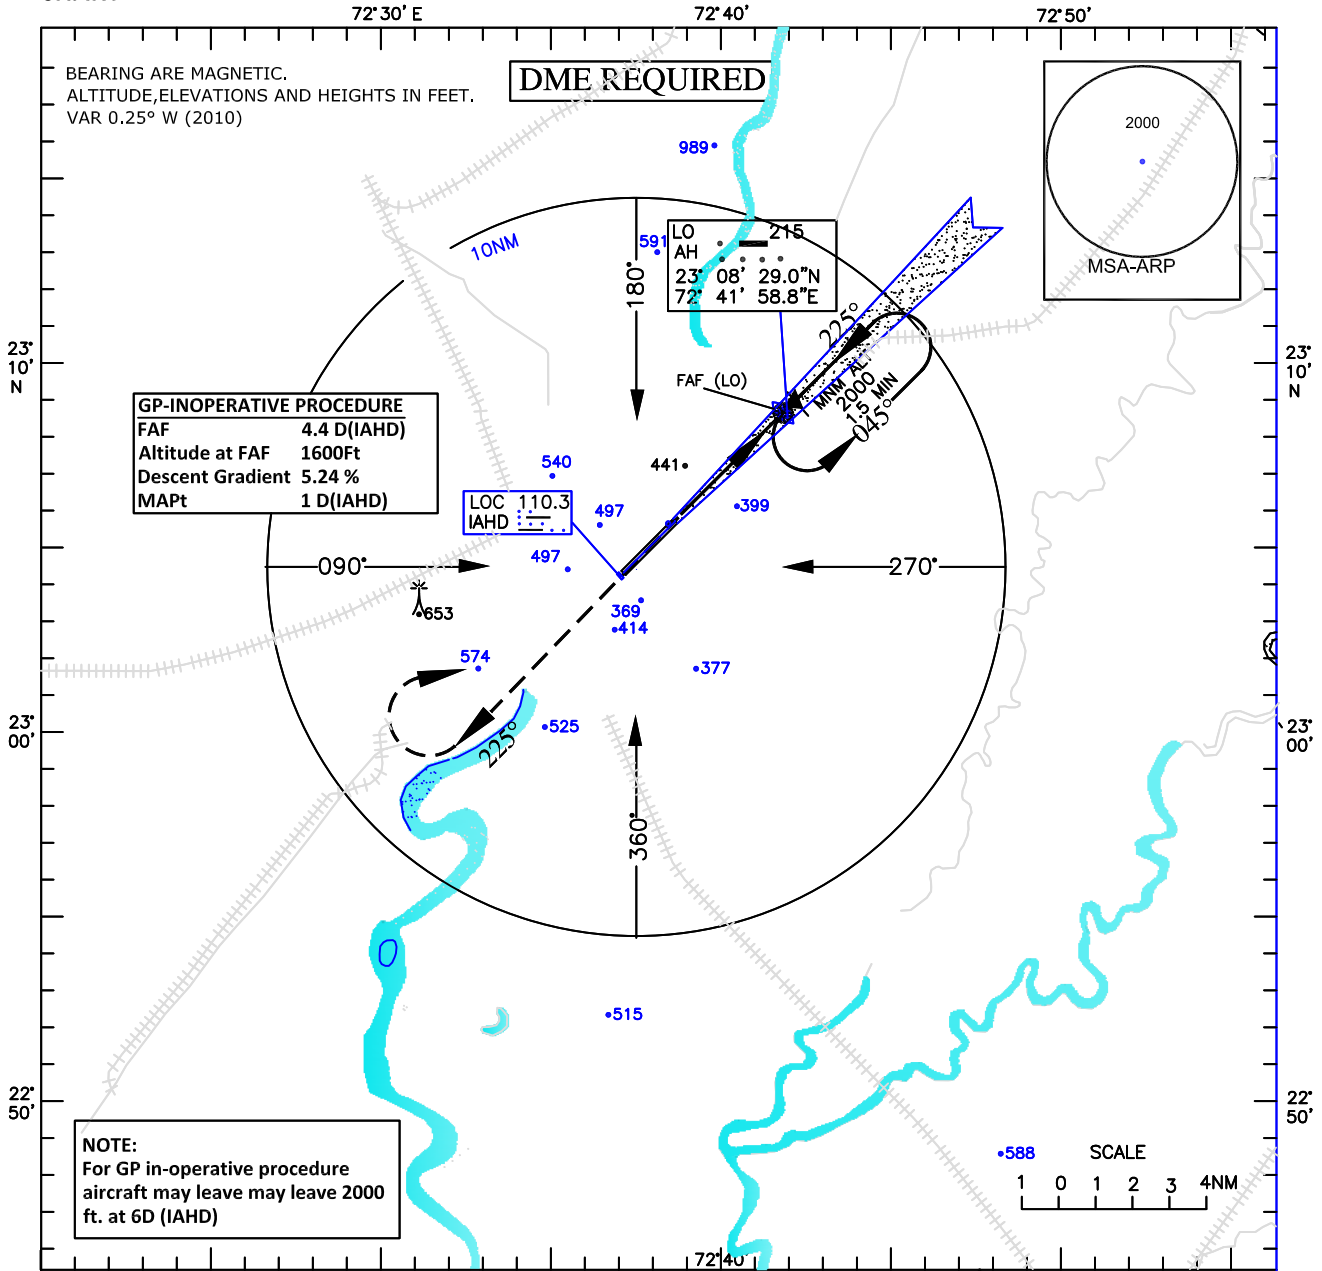 72°30' E
72°40'
72°50'
BEARING ARE MAGNETIC.
ALTITUDE,ELEVATIONS AND HEIGHTS IN FEET.
VAR 0.25° W (2010)
DME REQUIRED
2000
MSA-ARP
989
10NM
591
180°
LO 215
AH
23° 08' 29.0"N
72° 41' 58.8"E
225°
23°
10'
N
23°
10'
N
FAF (LO)
MNM ALT
2000
1.5 MIN
045°
GP-INOPERATIVE PROCEDURE
FAF 4.4 D(IAHD)
Altitude at FAF 1600Ft
Descent Gradient 5.24 %
MAPt 1 D(IAHD)
540
441
LOC 110.3
IAHD
497
399
497
090°
270°
653
369
414
574
377
525
225°
23°
00'
23°
00'
360°
515
22°
50'
22°
50'
NOTE:
For GP in-operative procedure
aircraft may leave may leave 2000
ft. at 6D (IAHD)
588
SCALE
1 0 1 2 3 4NM
72°40'